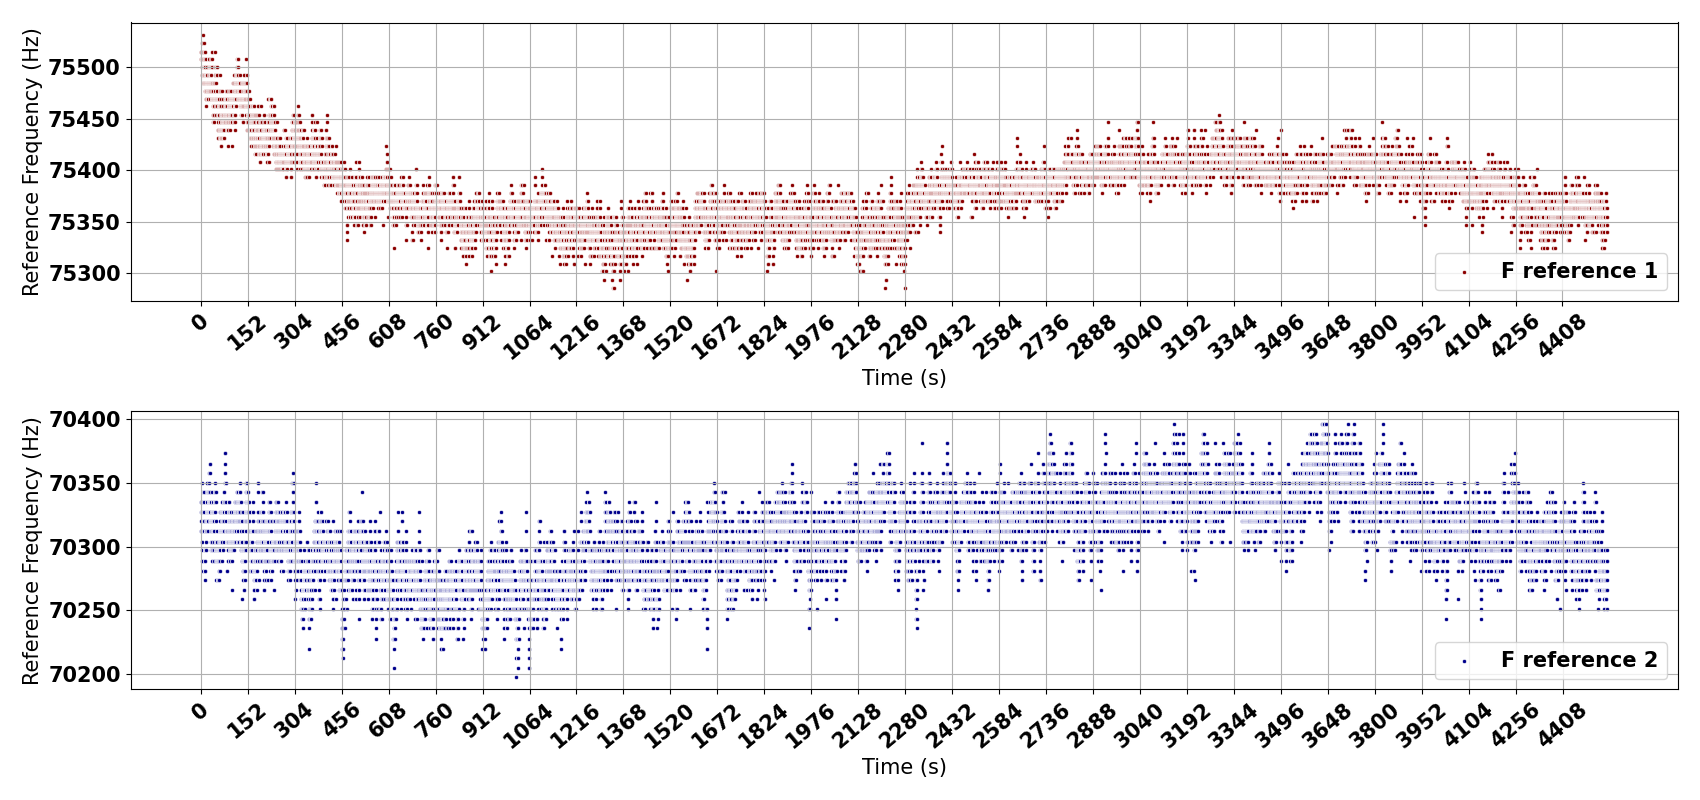 Reference Frequency (Hz)
75500
75450
75400
75350
75300
F reference 1
0 152 304 456 608 760 912 1064 1216 1368 1520 1672 1824 1976 2128 2280 2432 2584 2736 2888 3040 3192 3344 3496 3648 3800 3952 4104 4256 4408
Time (s)
Reference Frequency (Hz)
70400
70350
70300
70250
70200
F reference 2
0 152 304 456 608 760 912 1064 1216 1368 1520 1672 1824 1976 2128 2280 2432 2584 2736 2888 3040 3192 3344 3496 3648 3800 3952 4104 4256 4408
Time (s)